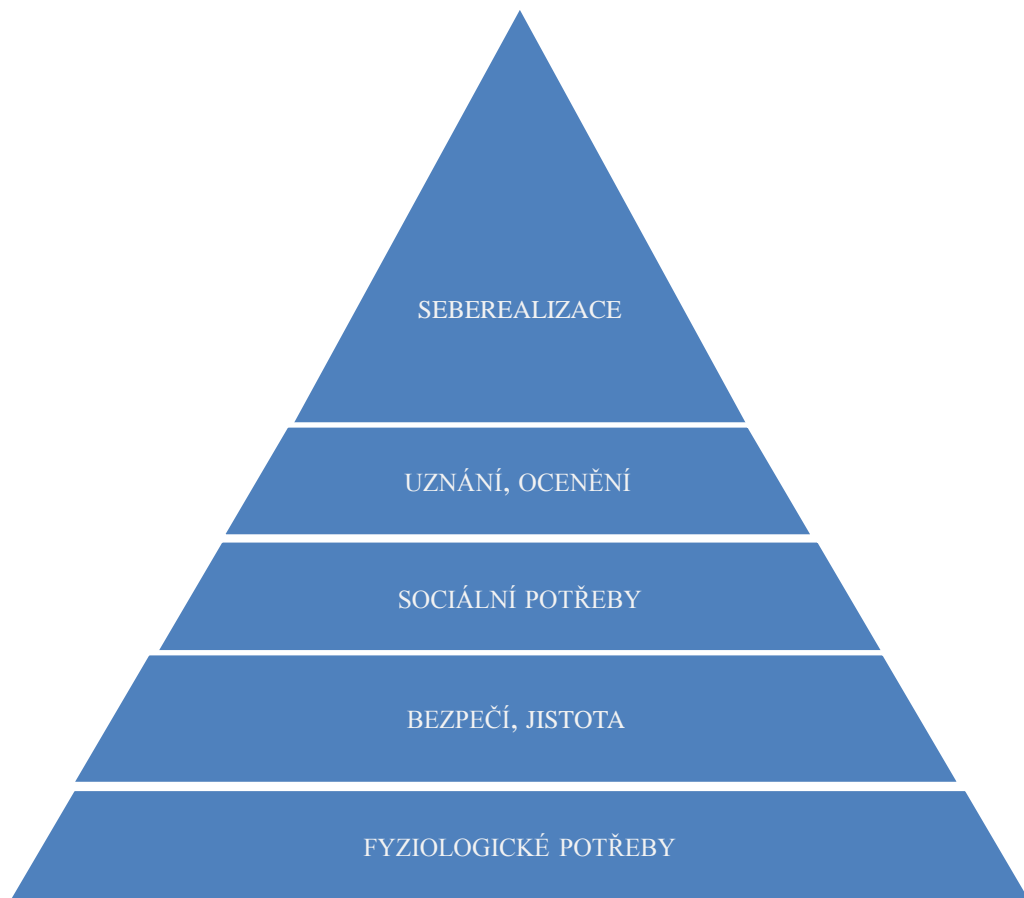 SEBEREALIZACE
UZNÁNÍ, OCENĚNÍ
SOCIÁLNÍ POTŘEBY
BEZPEČÍ, JISTOTA
FYZIOLOGICKÉ POTŘEBY